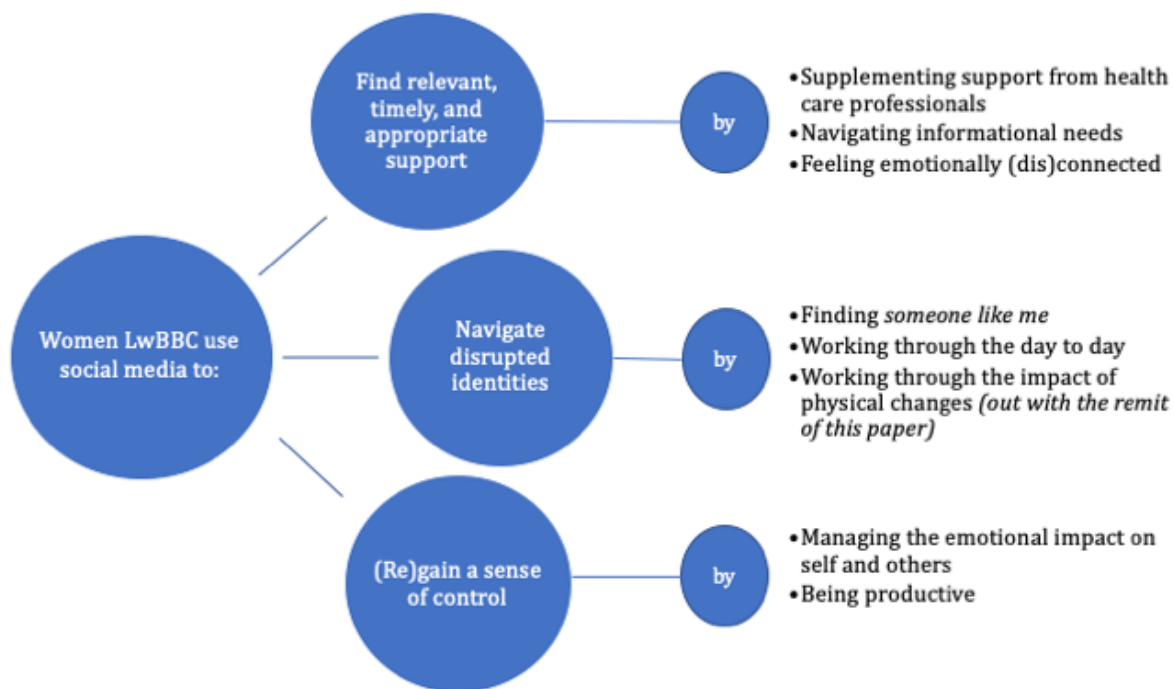 Women LwBBC use
social media to:
Find relevant,
timely, and
appropriate
support
by
•Supplementing support from health
care professionals
•Navigating informational needs
•Feeling emotionally (dis)connected
Navigate
disrupted
identities
by
•Finding someone like me
•Working through the day to day
•Working through the impact of
physical changes (out with the remit
of this paper)
(Re)gain a sense
of control
by
•Managing the emotional impact on
self and others
•Being productive